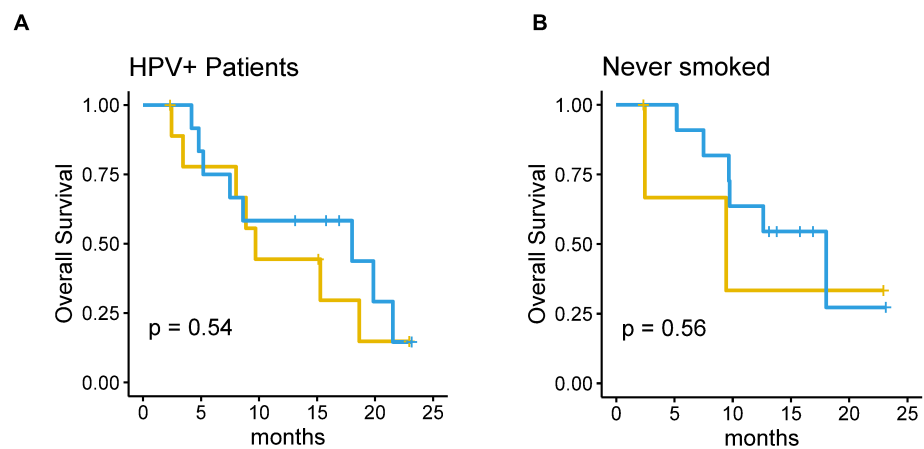 A
HPV+ Patients
Overall Survival
1.00
0.75
0.50
0.25
0.00
p = 0.54
0 5 10 15 20 25
months
B
Never smoked
Overall Survival
1.00
0.75
0.50
0.25
0.00
p = 0.56
0 5 10 15 20 25
months